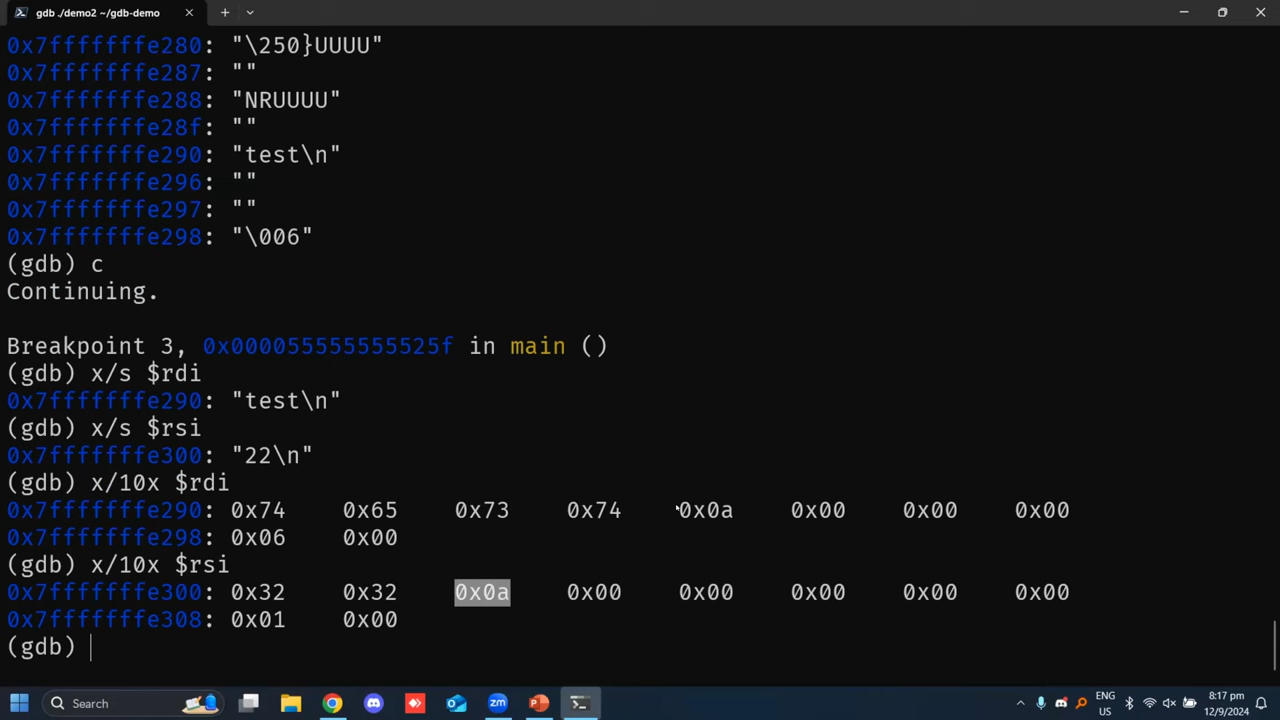 gdb ./demo2 ~/gdb-demo
0x7fffffffe280: "\250}UUUU"
0x7fffffffe287: ""
0x7fffffffe288: "NRUUUU"
0x7fffffffe28f: ""
0x7fffffffe290: "test\n"
0x7fffffffe296: ""
0x7fffffffe297: ""
0x7fffffffe298: "\006"
(gdb) c
Continuing.
Breakpoint 3, 0x000055555555525f in main ()
(gdb) x/s $rdi
0x7fffffffe290: "test\n"
(gdb) x/s $rsi
0x7fffffffe300: "22\n"
(gdb) x/10x $rdi
0x7fffffffe290: 0x74 0x65 0x73 0x74 0x0a 0x00 0x00 0x00
0x7fffffffe298: 0x06 0x00
(gdb) x/10x $rsi
0x7fffffffe300: 0x32 0x32 0x0a 0x00 0x00 0x00 0x00 0x00
0x7fffffffe308: 0x01 0x00
(gdb)
Search
zm
ENG
US
8:17 pm
12/9/2024